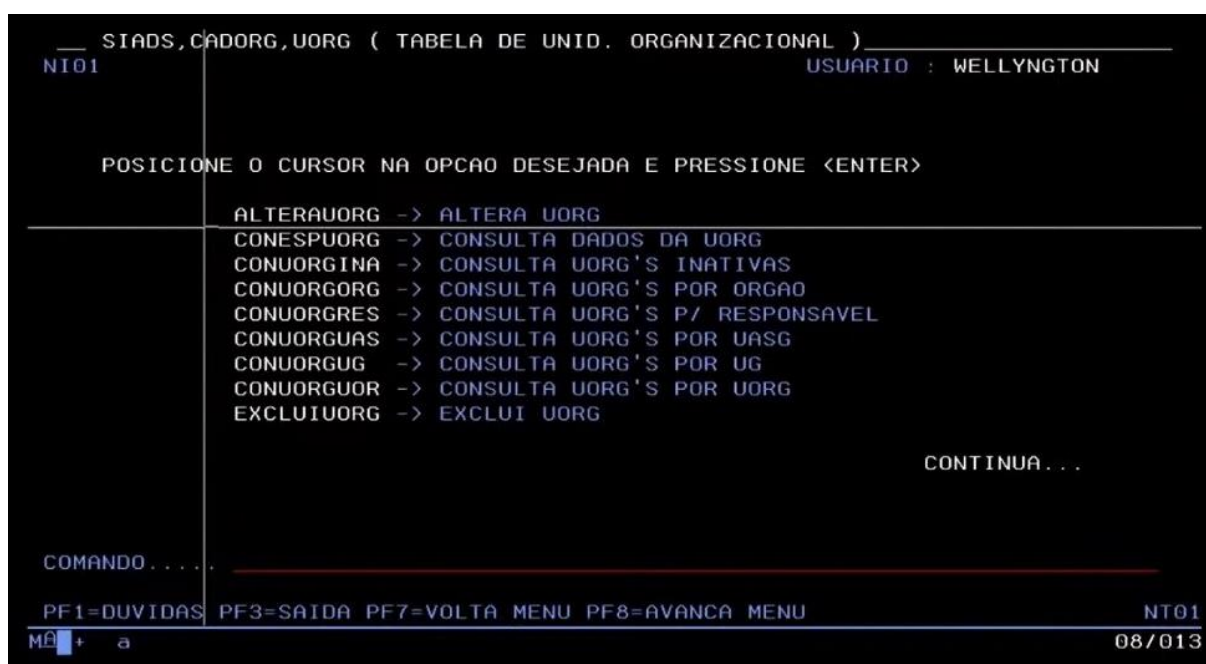 __ SIADS,CADORG,UORG ( TABELA DE UNID. ORGANIZACIONAL )
NI01 USUARIO : WELLYNGTON
POSICIONE O CURSOR NA OPCAO DESEJADA E PRESSIONE <ENTER>
ALTERAUORG -> ALTERA UORG
CONESPUORG -> CONSULTA DADOS DA UORG
CONUORGINA -> CONSULTA UORG'S INATIVAS
CONUORGORG -> CONSULTA UORG'S POR ORGAO
CONUORGRES -> CONSULTA UORG'S P/ RESPONSAVEL
CONUORGUAS -> CONSULTA UORG'S POR UASG
CONUORGUG -> CONSULTA UORG'S POR UG
CONUORGUOR -> CONSULTA UORG'S POR UORG
EXCLUIUORG -> EXCLUI UORG
CONTINUA...
COMANDO.....
PF1=DUVIDAS PF3=SAIDA PF7=VOLTA MENU PF8=AVANCA MENU NT01
MA + a 08/013